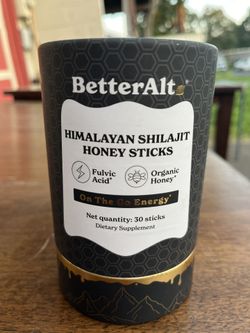 BetterAlt
HIMALAYAN SHILAJIT
HONEY STICKS
Fulvic
Acid*
Organic
Honey*
On The Go Energy*
Net quantity: 30 sticks
Dietary Supplement